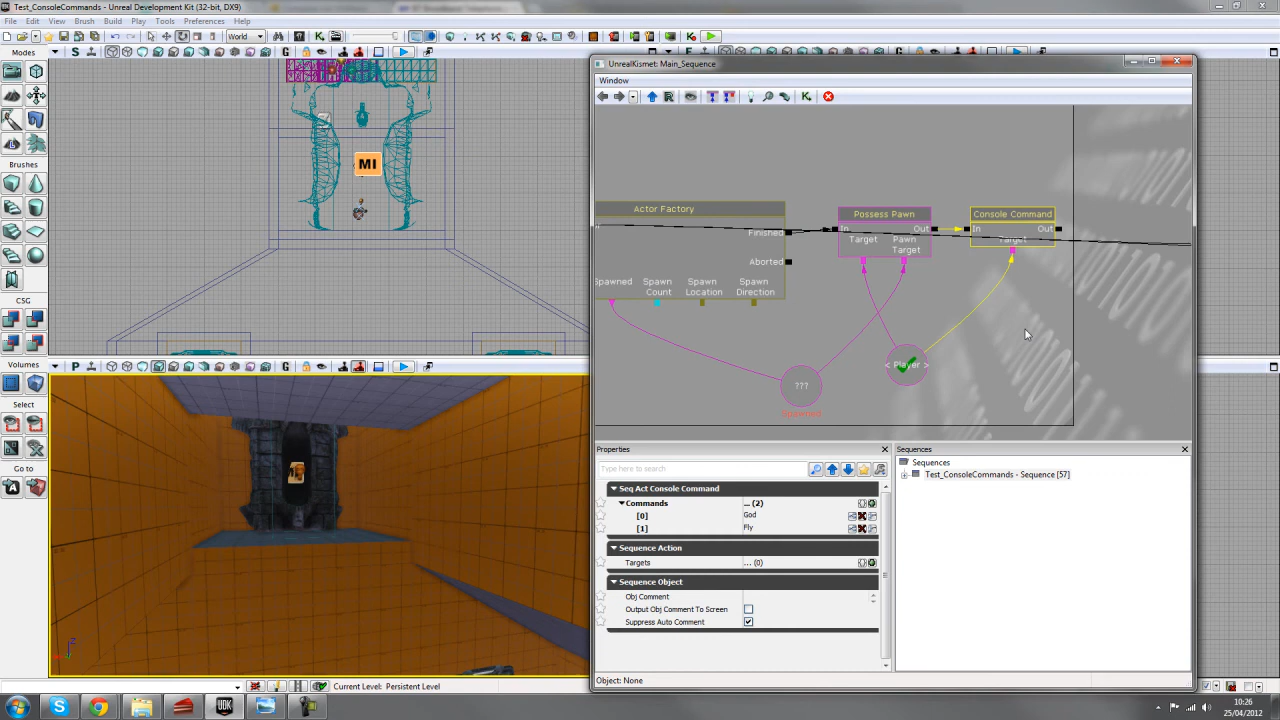 Test_ConsoleCommands - Unreal Development Kit (32-bit, DX9)
File Edit View Brush Build Play Tools Preferences Help
World
Modes
S
G
MI
Brushes
CSG
Volumes
P
G
Select
Go to
UnrealKismet: Main_Sequence
Window
Actor Factory
Finished
Aborted
Spawned
Spawn Count
Spawn Location
Spawn Direction
Possess Pawn
In
Out
Target
Pawn Target
Console Command
In
Out
Target
???
Spawned
< Player >
Properties
Type here to search
Seq Act Console Command
Commands ... (2)
[0] God
[1] Fly
Sequence Action
Targets ... (0)
Sequence Object
Obj Comment
Output Obj Comment To Screen
Suppress Auto Comment
Sequences
Sequences
Test_ConsoleCommands - Sequence [57]
Object: None
Current Level: Persistent Level
UDK
10:26
25/04/2012